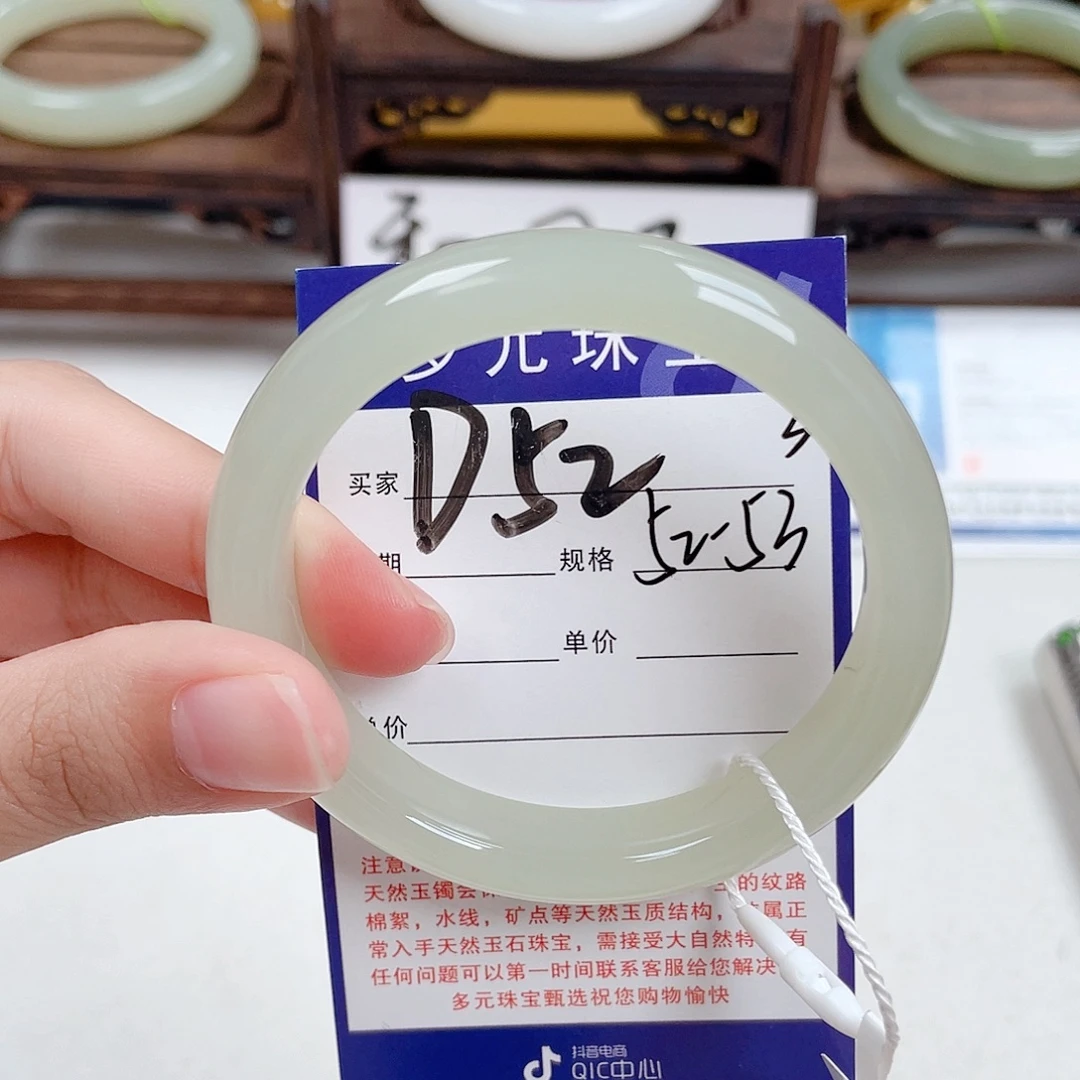 多元珠宝
买家 D52
期 规格 52-53
单价
单价
注意
天然玉镯会 的纹路
棉絮，水线，矿点等天然玉质结构， 属正
常入手天然玉石珠宝，需接受大自然特 有
任何问题可以第一时间联系客服给您解决
多元珠宝甄选祝您购物愉快
抖音电商
QIC中心